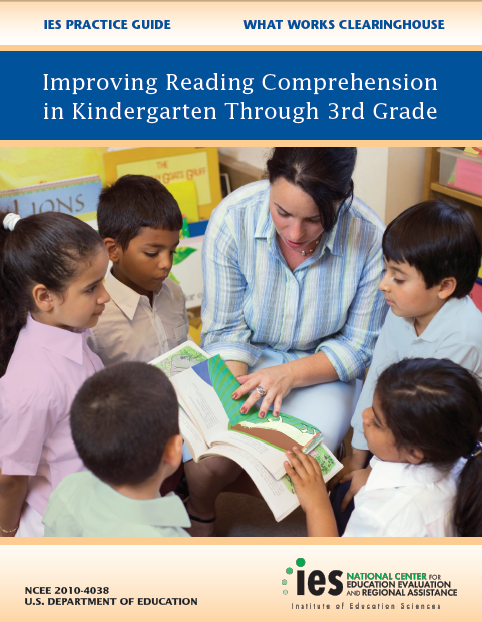 IES PRACTICE GUIDE WHAT WORKS CLEARINGHOUSE
Improving Reading Comprehension
in Kindergarten Through 3rd Grade
LIONS
THE
NCEE 2010-4038
U.S. DEPARTMENT OF EDUCATION
ies NATIONAL CENTER FOR
EDUCATION EVALUATION
AND REGIONAL ASSISTANCE
Institute of Education Sciences